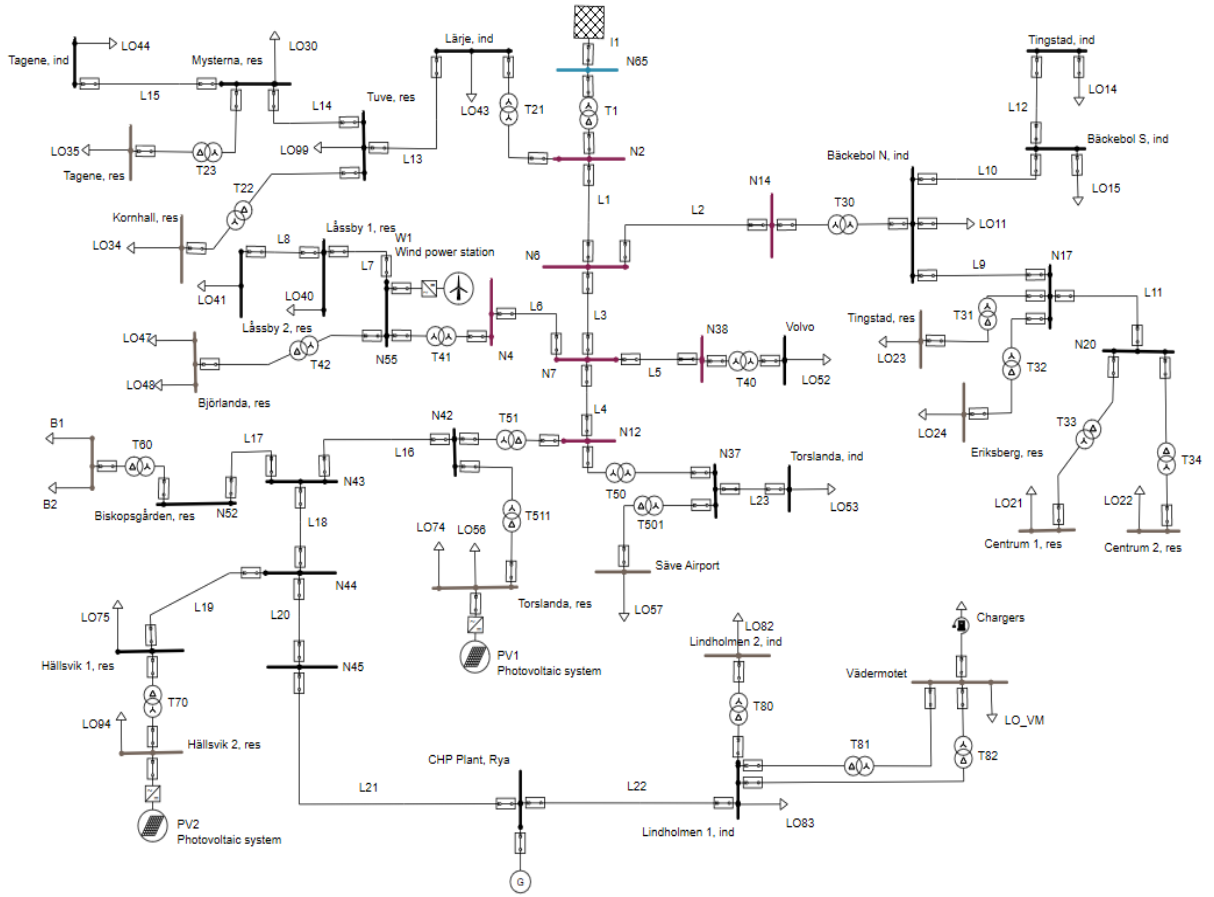 I1
N65
T1
N2
L1
LO44
Tagene, ind
L15
Mysterna, res
LO30
L14
LO35
Tagene, res
T23
Tuve, res
LO99
L13
Lärje, ind
LO43
T21
T22
Kornhall, res
LO34
Låssby 1, res
L8
L7
W1
Wind power station
LO41
LO40
Låssby 2, res
N55
T41
N4
L6
LO47
LO48
Björlanda, res
T42
N6
L2
N14
T30
L3
N7
L5
N38
T40
Volvo
LO52
L4
Tingstad, ind
LO14
L12
Bäckebol S, ind
LO15
Bäckebol N, ind
L10
LO11
L9
N17
L11
Tingstad, res
T31
LO23
T32
LO24
Eriksberg, res
N20
T33
T34
LO21
LO22
Centrum 1, res
Centrum 2, res
B1
B2
T60
L17
Biskopsgården, res
N52
N43
L16
N42
T51
N12
T50
N37
Torslanda, ind
L23
LO53
T501
Säve Airport
LO57
T511
LO74
LO56
Torslanda, res
PV1
Photovoltaic system
L18
N44
L19
L20
N45
LO75
Hällsvik 1, res
T70
LO94
Hällsvik 2, res
PV2
Photovoltaic system
L21
CHP Plant, Rya
G
L22
Lindholmen 1, ind
LO83
LO82
Lindholmen 2, ind
T80
T81
T82
Chargers
Vädermotet
LO_VM